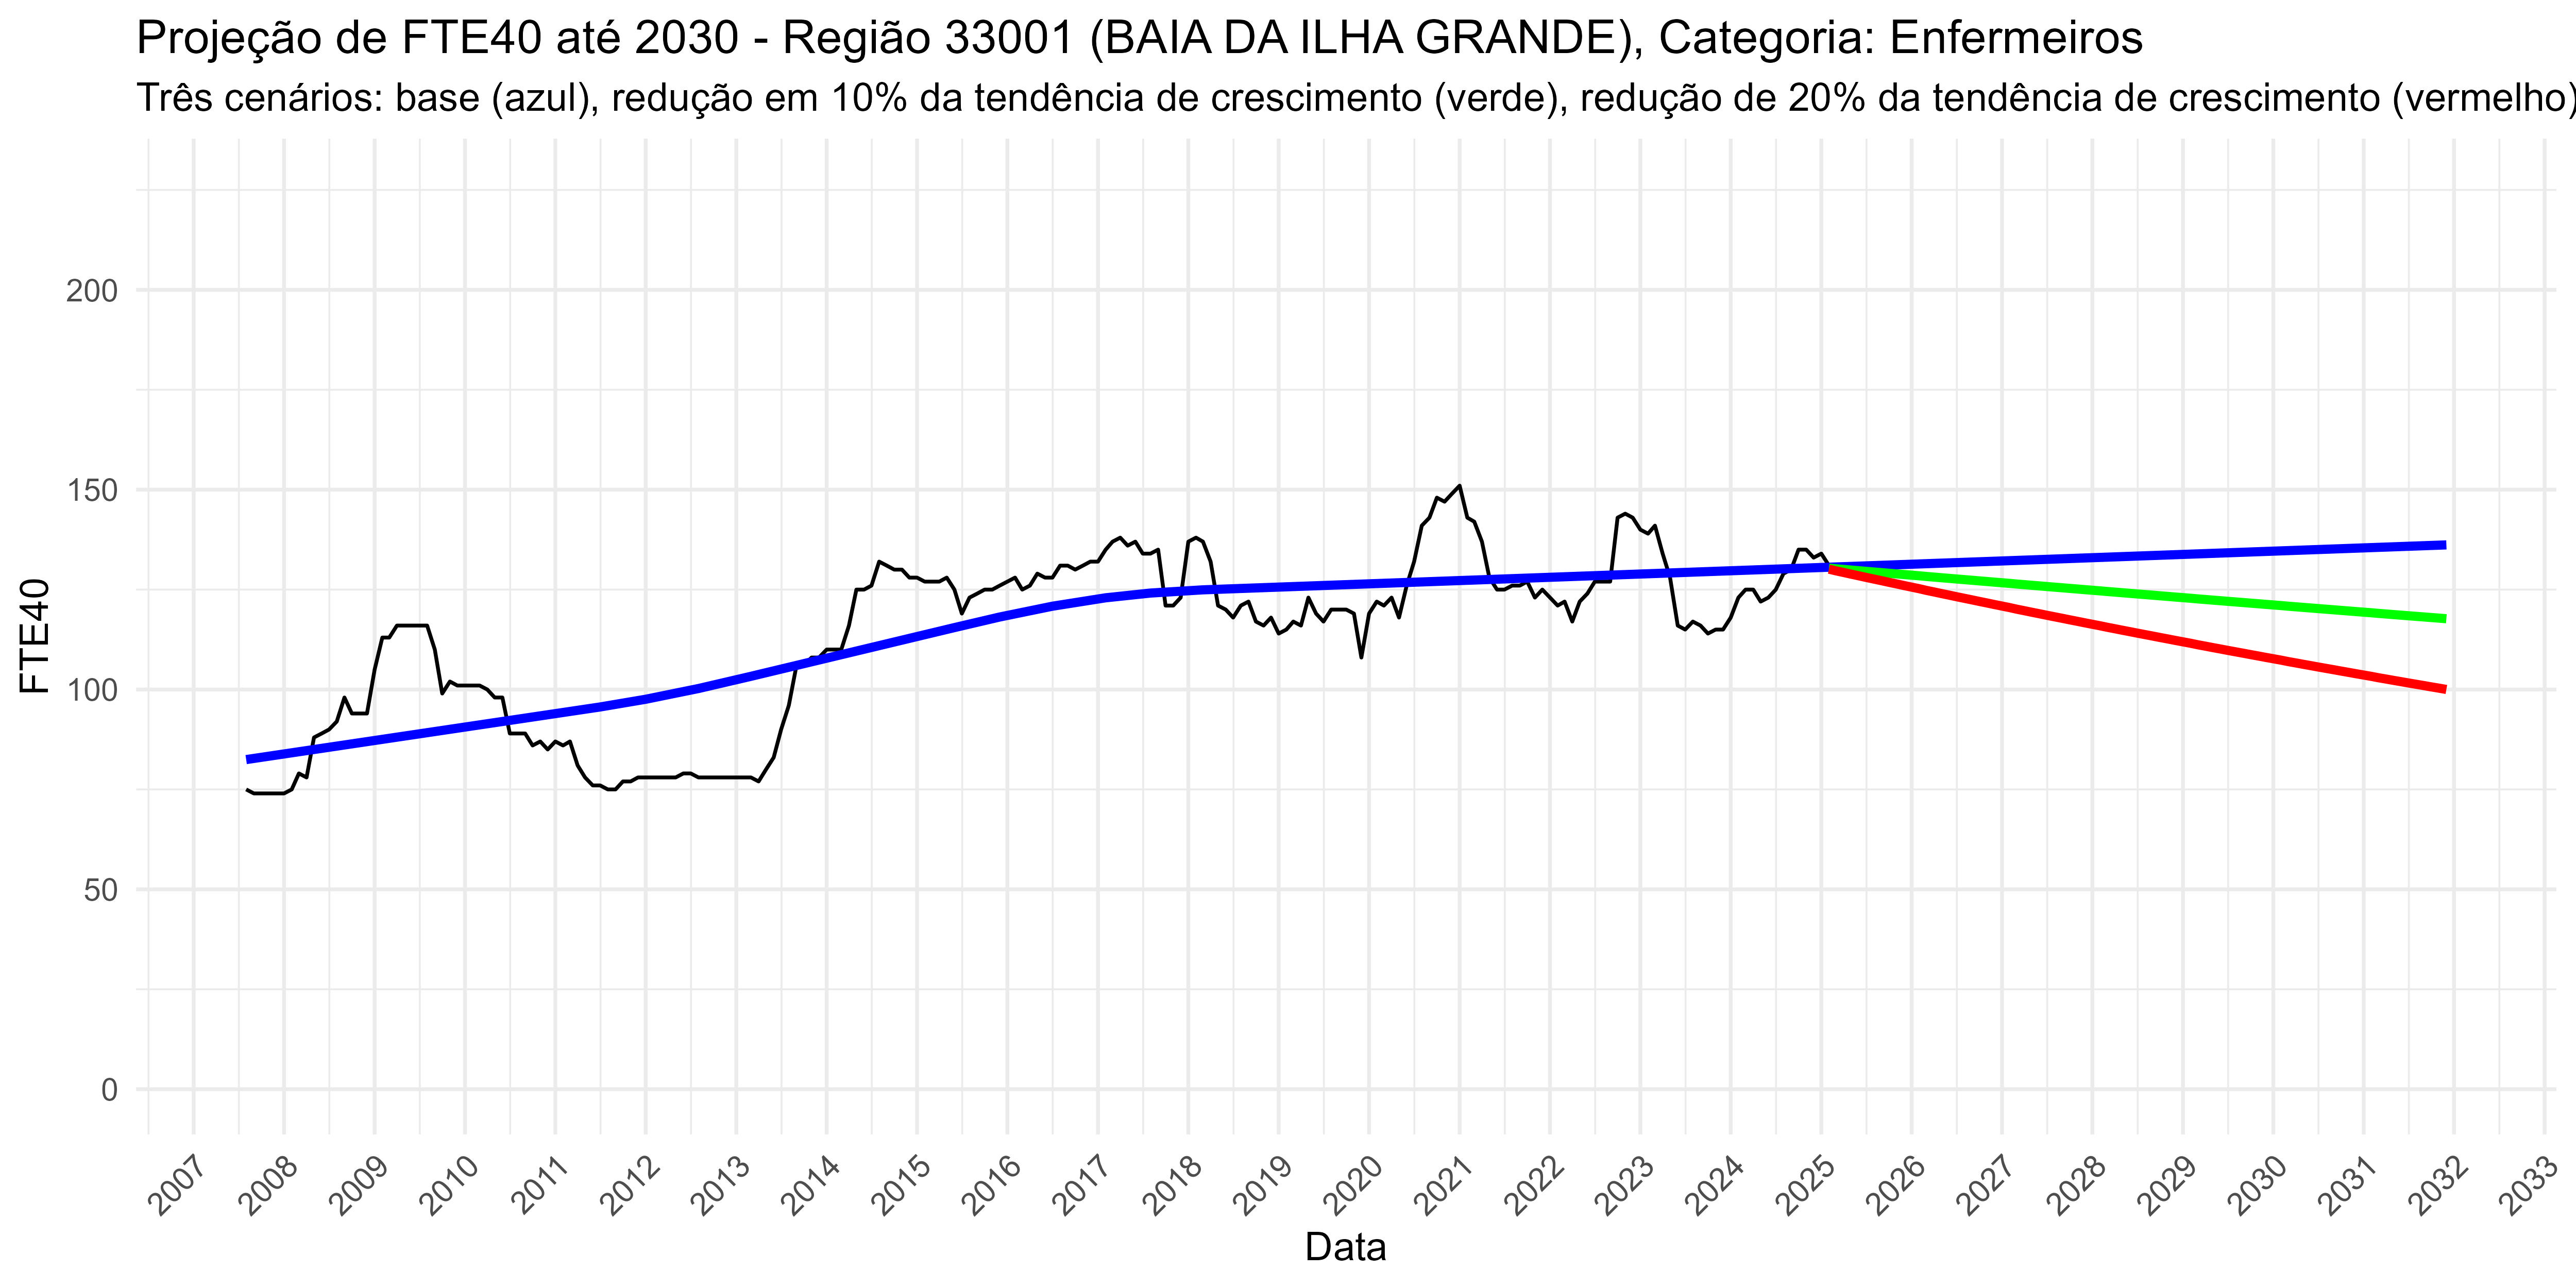 Projeção de FTE40 até 2030 - Região 33001 (BAIA DA ILHA GRANDE), Categoria: Enfermeiros
Três cenários: base (azul), redução em 10% da tendência de crescimento (verde), redução de 20% da tendência de crescimento (vermelho)
200
150
100
50
0
FTE40
2007 2008 2009 2010 2011 2012 2013 2014 2015 2016 2017 2018 2019 2020 2021 2022 2023 2024 2025 2026 2027 2028 2029 2030 2031 2032 2033
Data